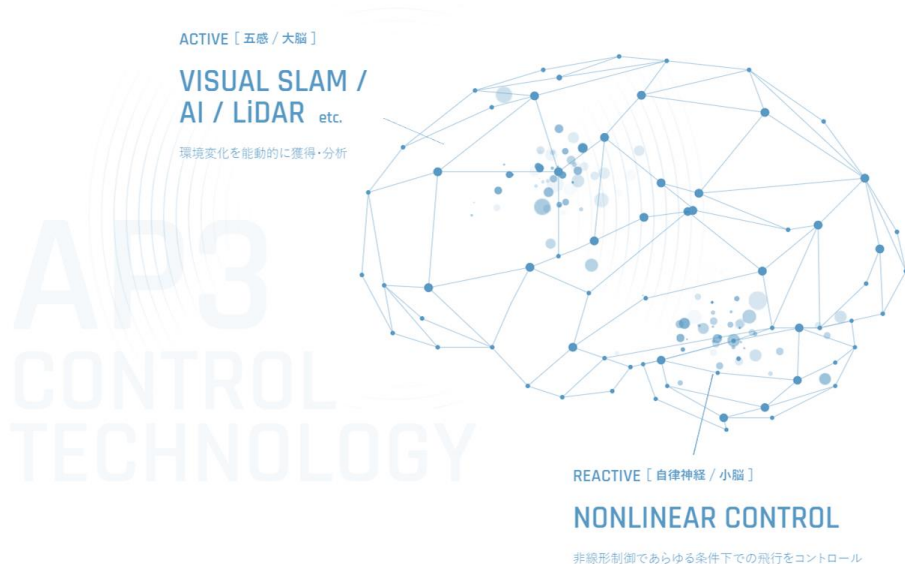 ACTIVE [ 五感 / 大脳 ]
VISUAL SLAM /
AI / LiDAR etc.
環境変化を能動的に獲得・分析
AP3
CONTROL
TECHNOLOGY
REACTIVE [ 自律神経 / 小脳 ]
NONLINEAR CONTROL
非線形制御であらゆる条件下での飛行をコントロール